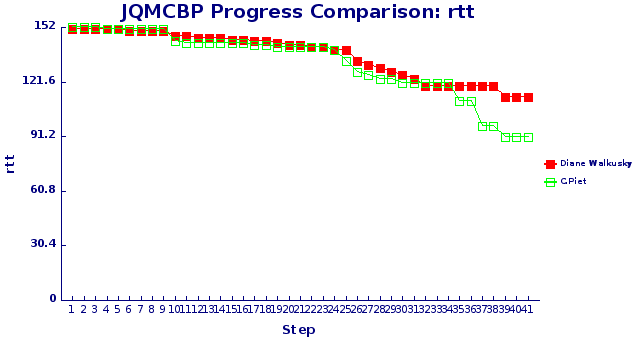 JQMCBP Progress Comparison: rtt
152
121.6
91.2
60.8
30.4
0
rtt
1 2 3 4 5 6 7 8 9 10 11 12 13 14 15 16 17 18 19 20 21 22 23 24 25 26 27 28 29 30 31 32 33 34 35 36 37 38 39 40 41
Step
Diane Walkusky
C.Piet